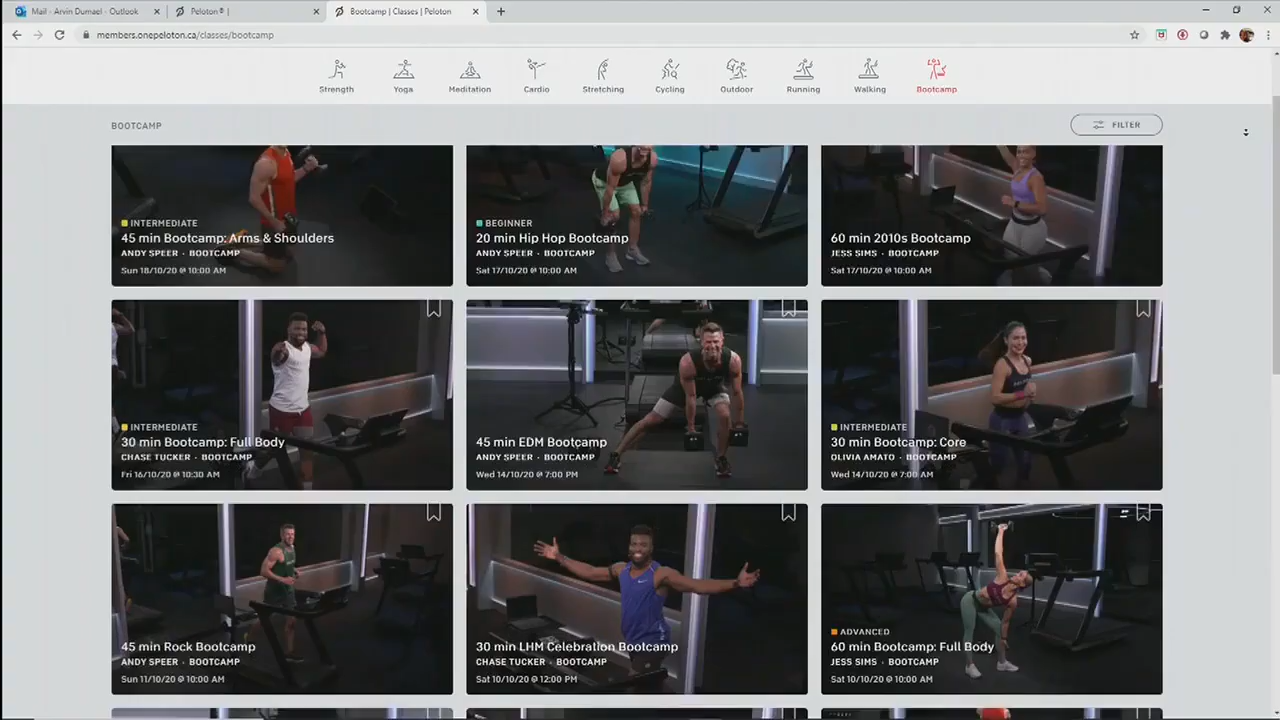 Mail - Arvin Dumael - Outlook
Peloton® |
Bootcamp | Classes | Peloton
members.onepeloton.ca/classes/bootcamp
Strength
Yoga
Meditation
Cardio
Stretching
Cycling
Outdoor
Running
Walking
Bootcamp
BOOTCAMP
FILTER
INTERMEDIATE
45 min Bootcamp: Arms & Shoulders
ANDY SPEER · BOOTCAMP
Sun 18/10/20 @ 10:00 AM
BEGINNER
20 min Hip Hop Bootcamp
ANDY SPEER · BOOTCAMP
Sat 17/10/20 @ 10:00 AM
60 min 2010s Bootcamp
JESS SIMS · BOOTCAMP
Sat 17/10/20 @ 10:00 AM
INTERMEDIATE
30 min Bootcamp: Full Body
CHASE TUCKER · BOOTCAMP
Fri 16/10/20 @ 10:30 AM
45 min EDM Bootcamp
ANDY SPEER · BOOTCAMP
Wed 14/10/20 @ 7:00 PM
INTERMEDIATE
30 min Bootcamp: Core
OLIVIA AMATO · BOOTCAMP
Wed 14/10/20 @ 7:00 AM
45 min Rock Bootcamp
ANDY SPEER · BOOTCAMP
Sun 11/10/20 @ 10:00 AM
30 min LHM Celebration Bootcamp
CHASE TUCKER · BOOTCAMP
Sat 10/10/20 @ 12:00 PM
ADVANCED
60 min Bootcamp: Full Body
JESS SIMS · BOOTCAMP
Sat 10/10/20 @ 10:00 AM